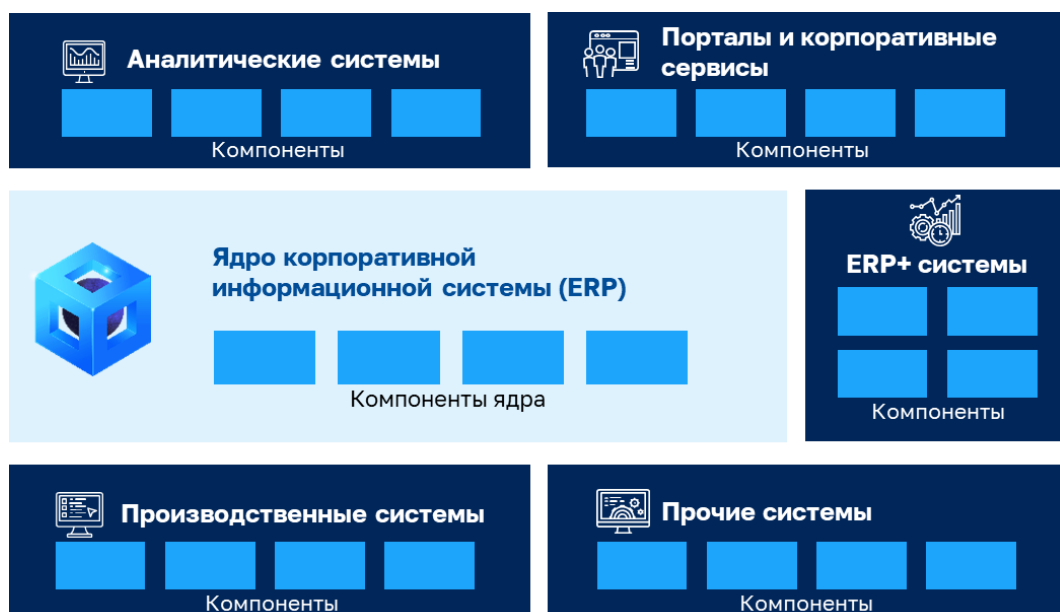 Аналитические системы
Компоненты
Порталы и корпоративные
сервисы
Компоненты
Ядро корпоративной
информационной системы (ERP)
Компоненты ядра
ERP+ системы
Компоненты
Производственные системы
Компоненты
Прочие системы
Компоненты